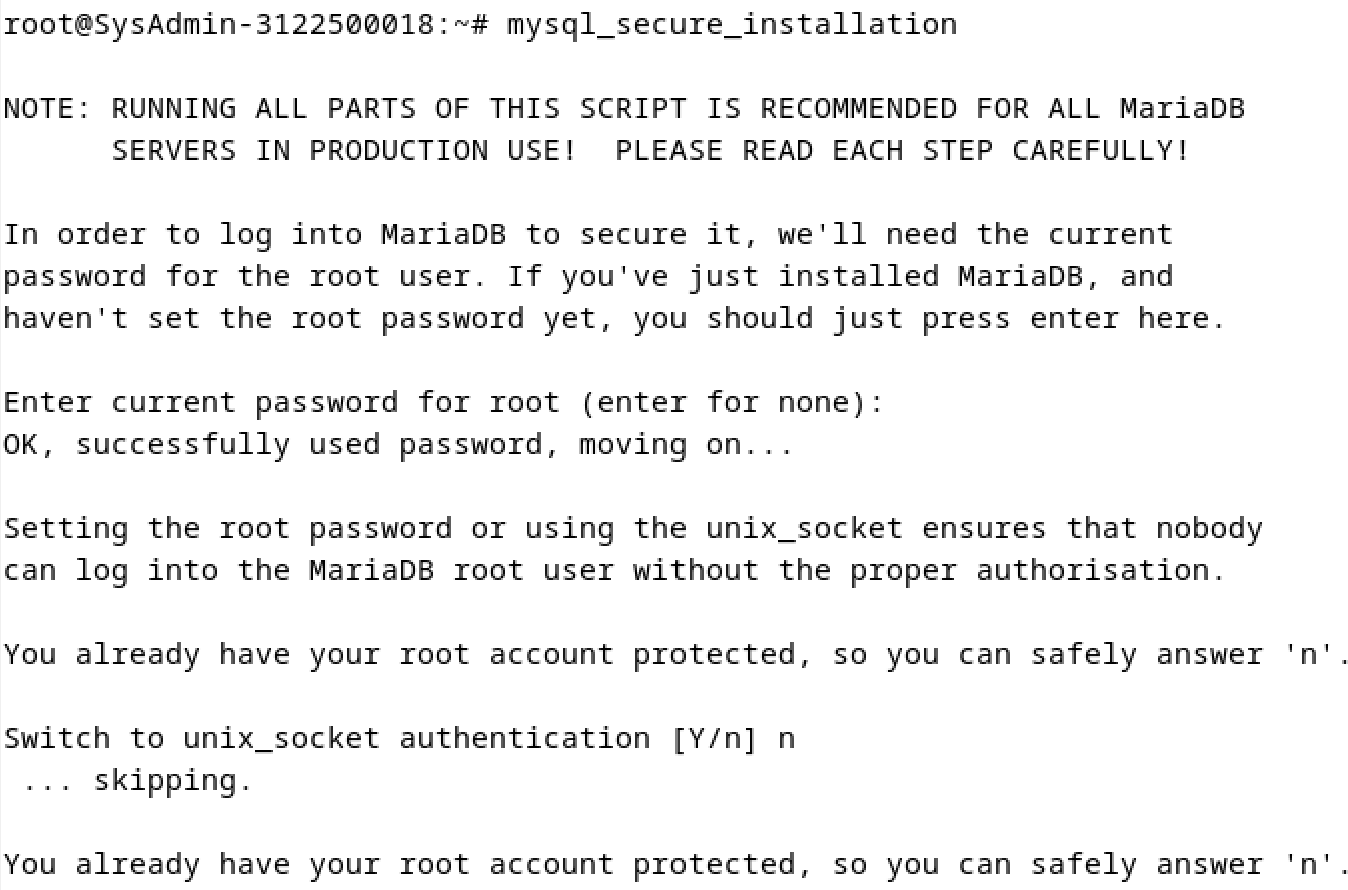 root@SysAdmin-3122500018:~# mysql_secure_installation
NOTE: RUNNING ALL PARTS OF THIS SCRIPT IS RECOMMENDED FOR ALL MariaDB
SERVERS IN PRODUCTION USE!  PLEASE READ EACH STEP CAREFULLY!
In order to log into MariaDB to secure it, we'll need the current
password for the root user. If you've just installed MariaDB, and
haven't set the root password yet, you should just press enter here.
Enter current password for root (enter for none):
OK, successfully used password, moving on...
Setting the root password or using the unix_socket ensures that nobody
can log into the MariaDB root user without the proper authorisation.
You already have your root account protected, so you can safely answer 'n'.
Switch to unix_socket authentication [Y/n] n
... skipping.
You already have your root account protected, so you can safely answer 'n'.